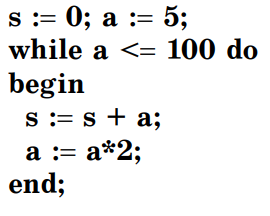 s := 0; a := 5;
while a <= 100 do
begin
s := s + a;
a := a*2;
end;